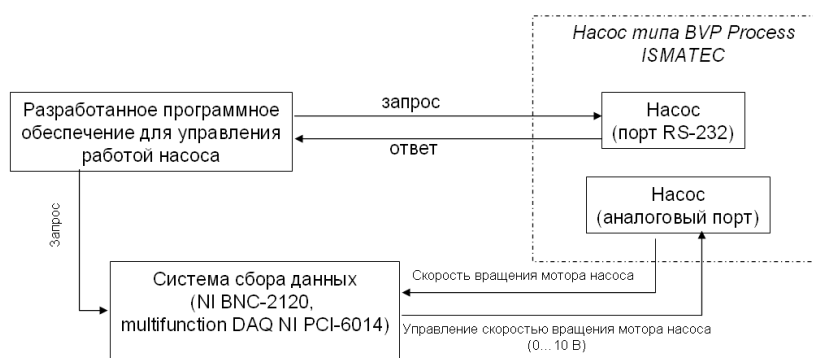 Насос типа BVP Process
ISMATEC
запрос
Разработанное программное
обеспечение для управления
работой насоса
Насос
(порт RS-232)
ответ
Насос
(аналоговый порт)
Запрос
Скорость вращения мотора насоса
Система сбора данных
(NI BNC-2120,
multifunction DAQ NI PCI-6014)
Управление скоростью вращения мотора насоса
(0... 10 В)